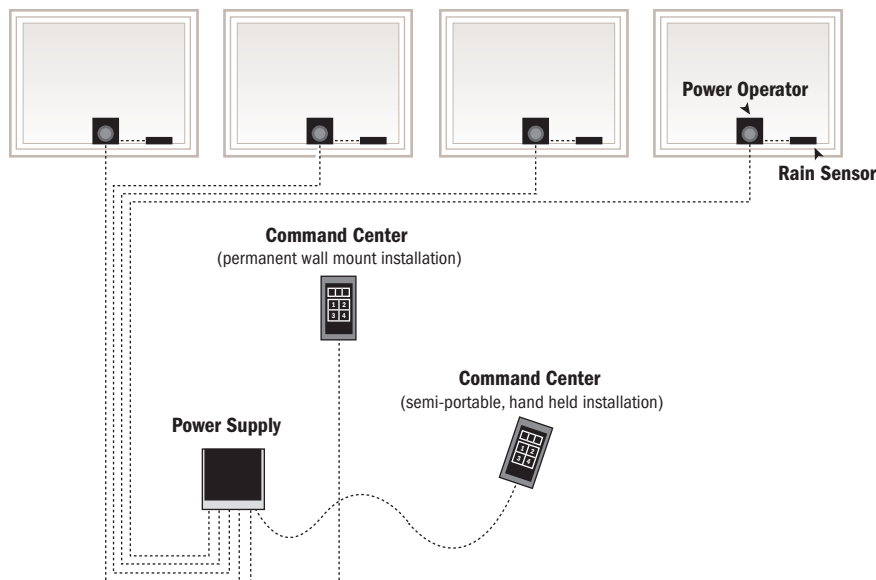 Power Operator
Rain Sensor
Command Center
(permanent wall mount installation)
1 2
3 4
Command Center
(semi-portable, hand held installation)
1 2
3 4
Power Supply